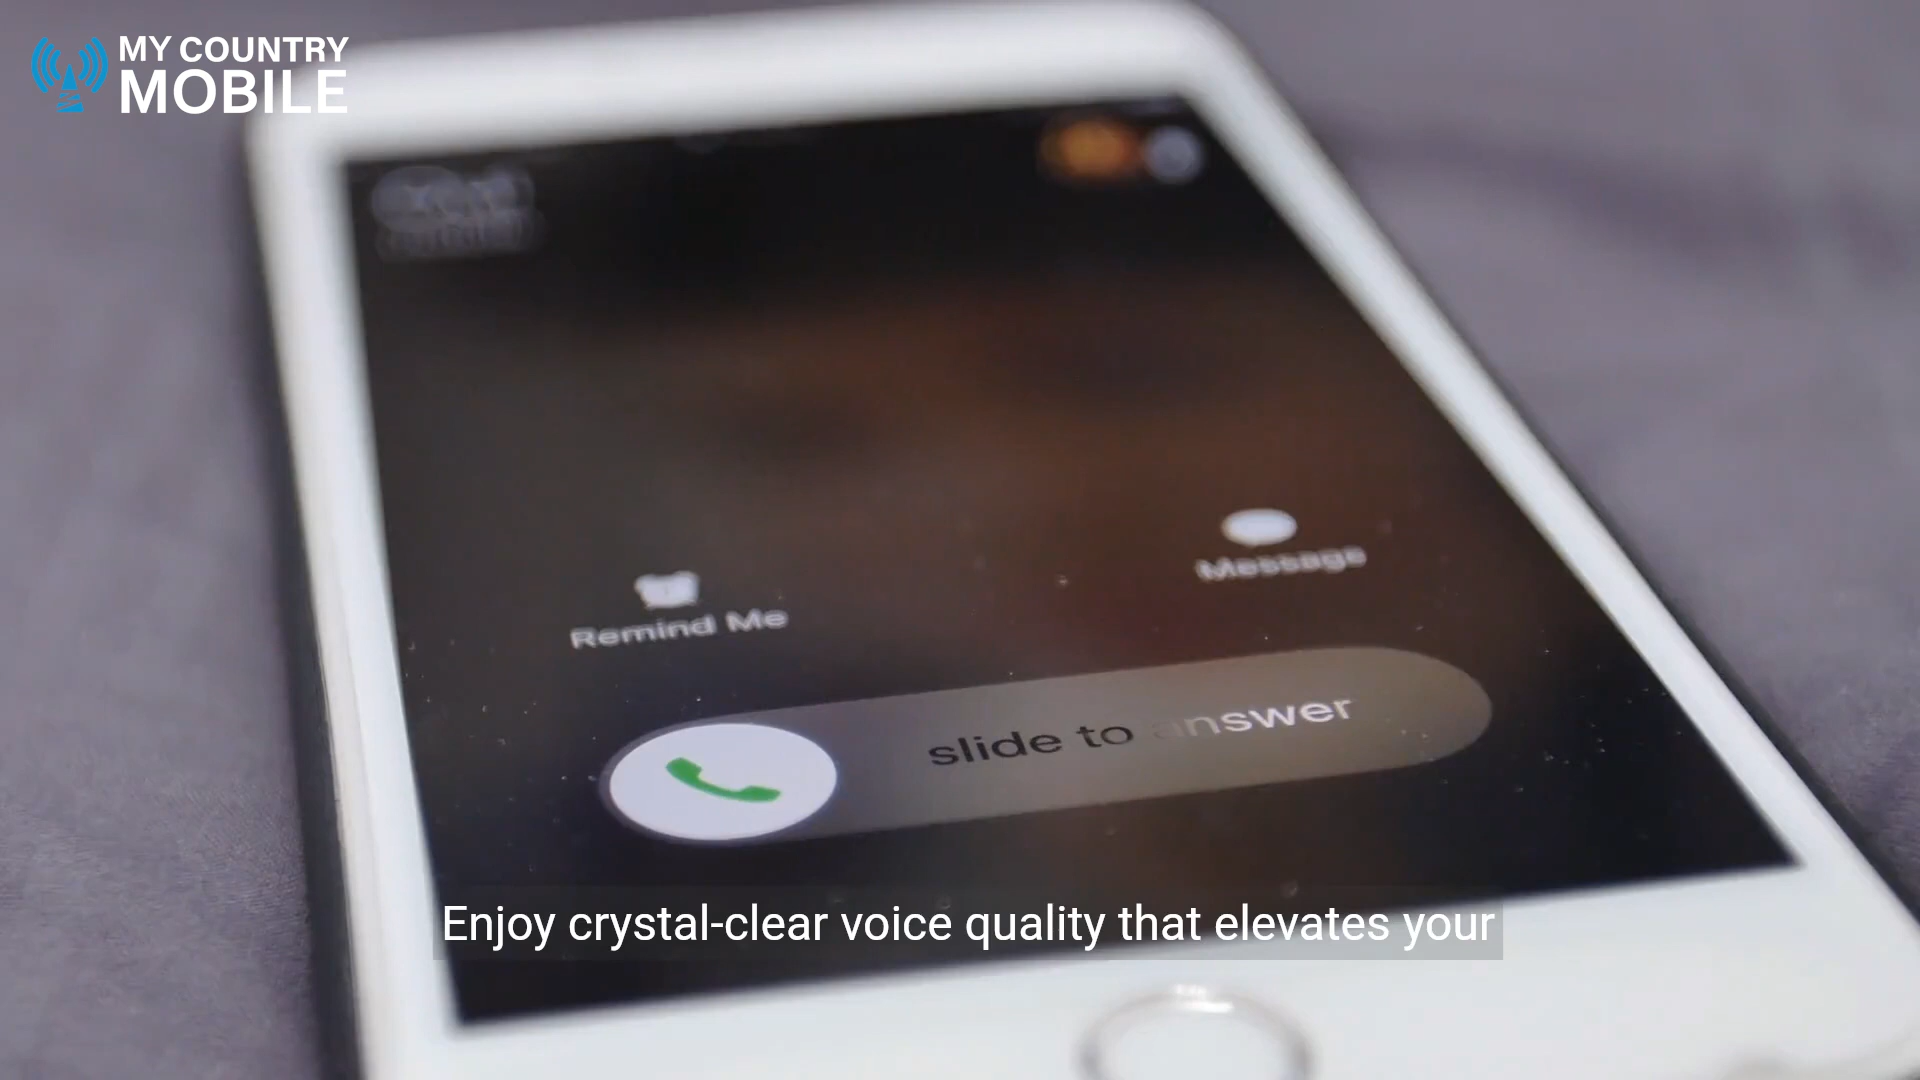 MY COUNTRY
MOBILE
Remind Me
Message
slide to answer
Enjoy crystal-clear voice quality that elevates your